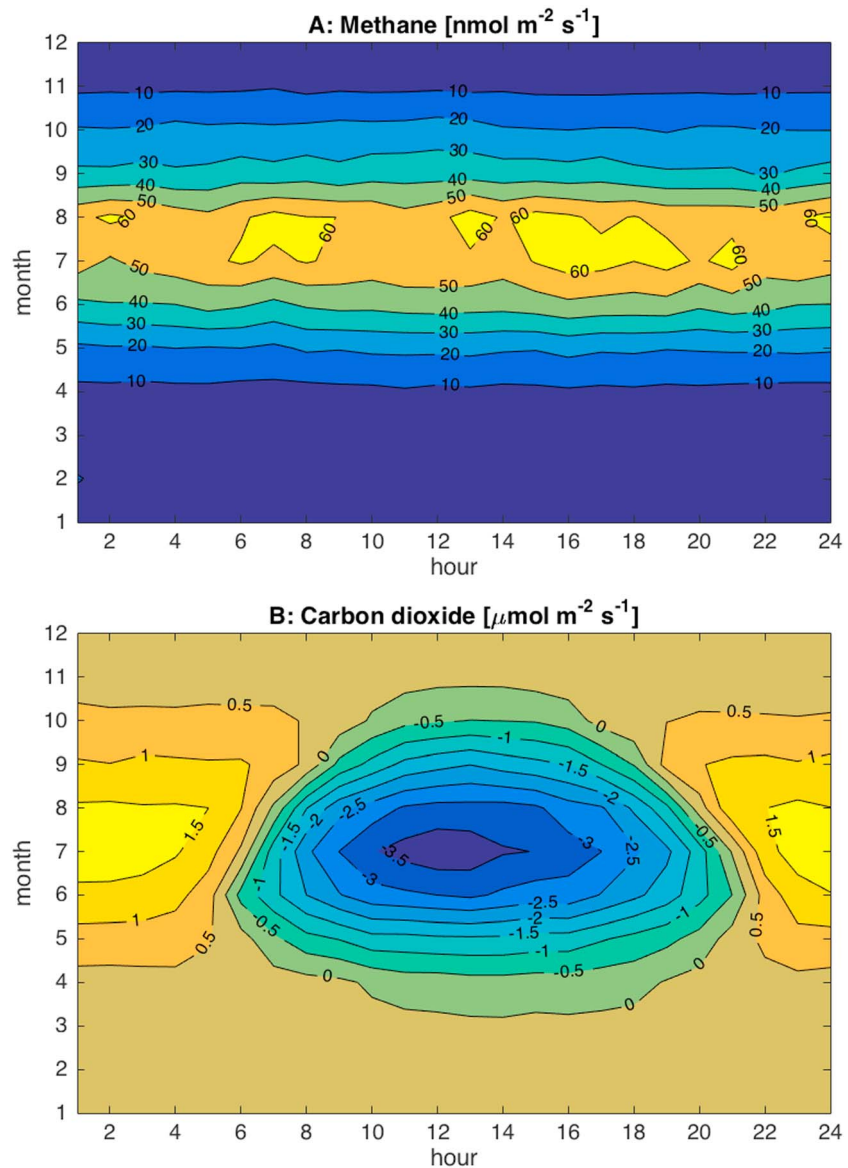 A: Methane [nmol m-2 s-1]
12
11
10
9
8
7
6
5
4
3
2
1
month
10 10 10
20 20 20
30 30 30
40 40 40
50 50 50
60 60 60 60 60 60 60
50 50 50
40 40 40
30 30 30
20 20 20
10 10 10
2 4 6 8 10 12 14 16 18 20 22 24
hour
B: Carbon dioxide [μmol m-2 s-1]
12
11
10
9
8
7
6
5
4
3
2
1
month
0.5 0.5
-0.5 0
1 0 -1 1
-1.5
-2.5 -2
1.5 -1.5 -2 -0.5 1.5
-3.5 -3 -2.5
-3
-1 -2.5
1 -0.5 -2 -1 0.5
0.5 -1.5
-1
0 -0.5 0
0
2 4 6 8 10 12 14 16 18 20 22 24
hour